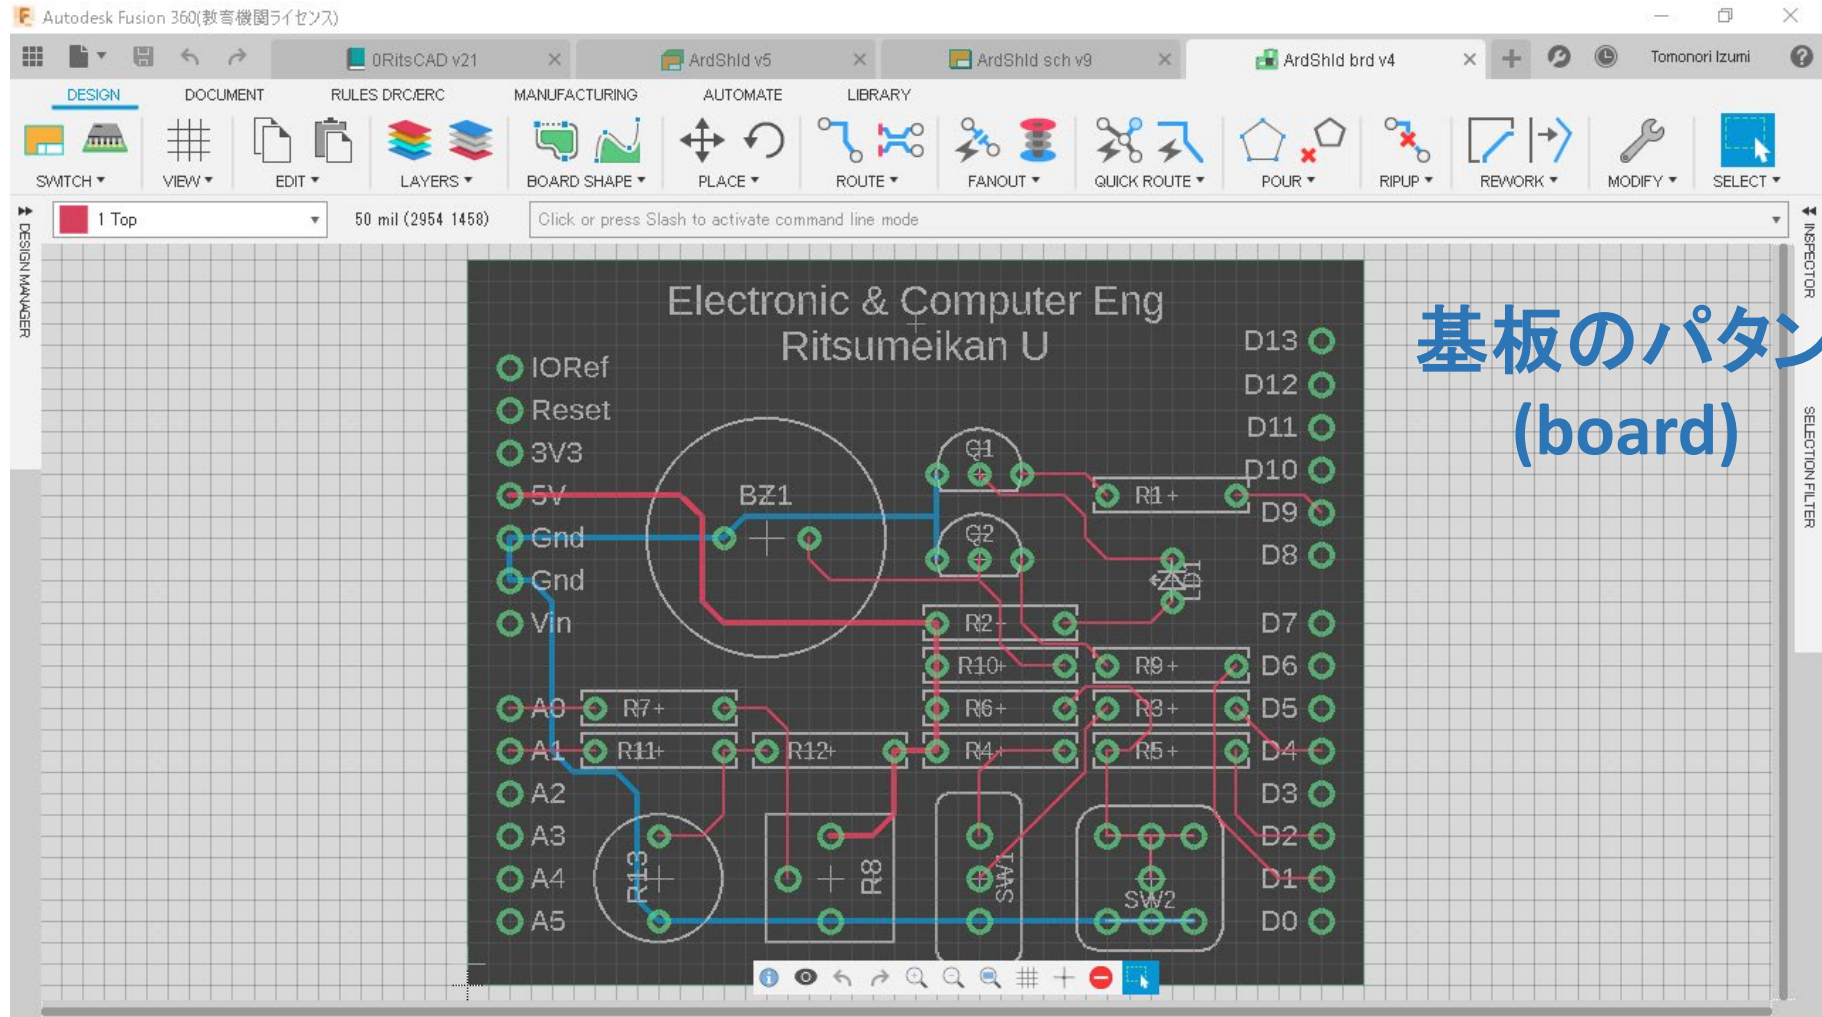 Autodesk Fusion 360(教育機関ライセンス)
0RitsCAD v21
ArdShld v5
ArdShld sch v9
ArdShld brd v4
Tomonori Izumi
DESIGN DOCUMENT RULES DRC/ERC MANUFACTURING AUTOMATE LIBRARY
SWITCH VIEW EDIT LAYERS BOARD SHAPE PLACE ROUTE FANOUT QUICK ROUTE POUR RIPUP REWORK MODIFY SELECT
1 Top 50 mil (2954 1458) Click or press Slash to activate command line mode
DESIGN MANAGER
INSPECTOR
SELECTION FILTER
基板のパタン
(board)
Electronic & Computer Eng
Ritsumeikan U
IORef
Reset
3V3
5V
Gnd
Gnd
Vin
A0
A1
A2
A3
A4
A5
D13
D12
D11
D10
D9
D8
D7
D6
D5
D4
D3
D2
D1
D0
BZ1
Q1
Q2
R1
LD1
R2
R10
R9
R7
R6
R3
R11
R12
R4
R5
R13
R8
SW1
SW2